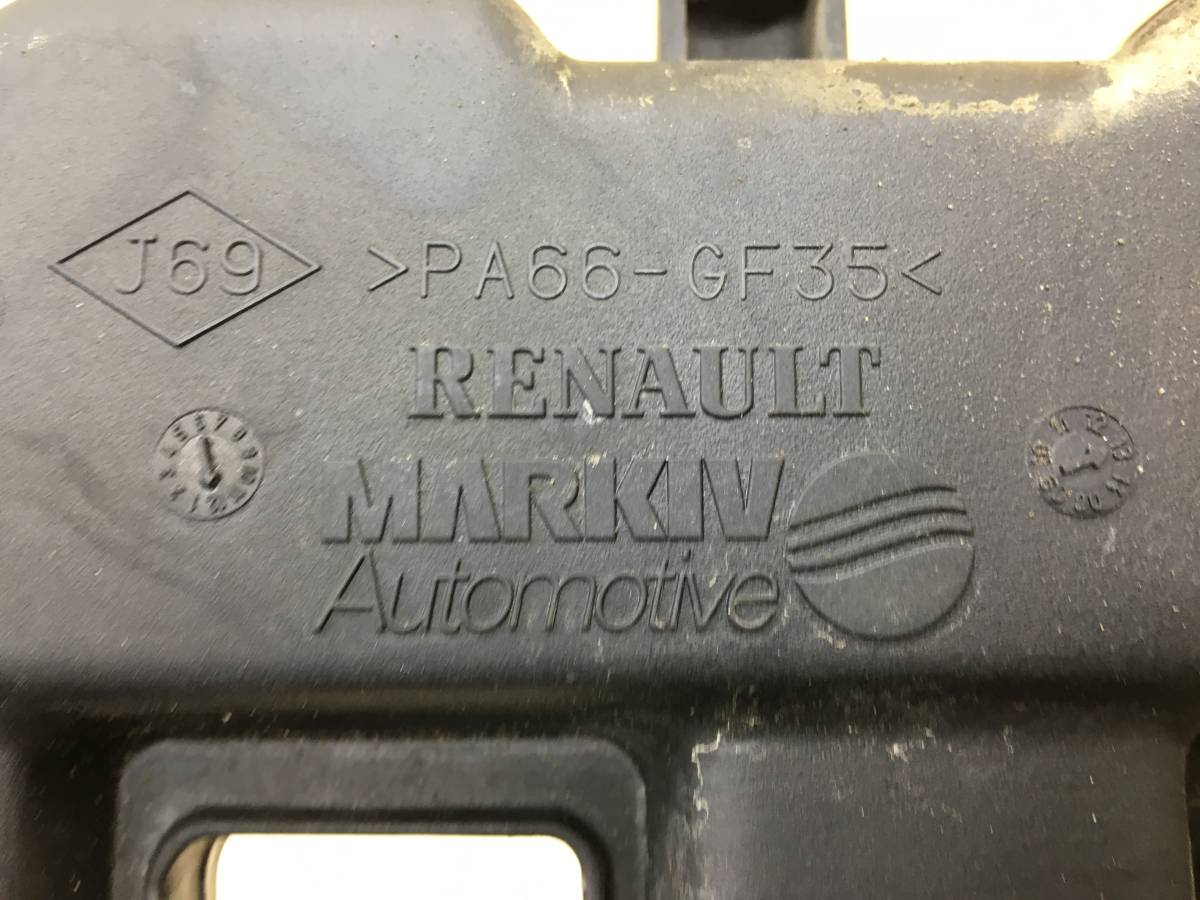 J69 >PA66-GF35<
RENAULT
MARKIV
Automotive